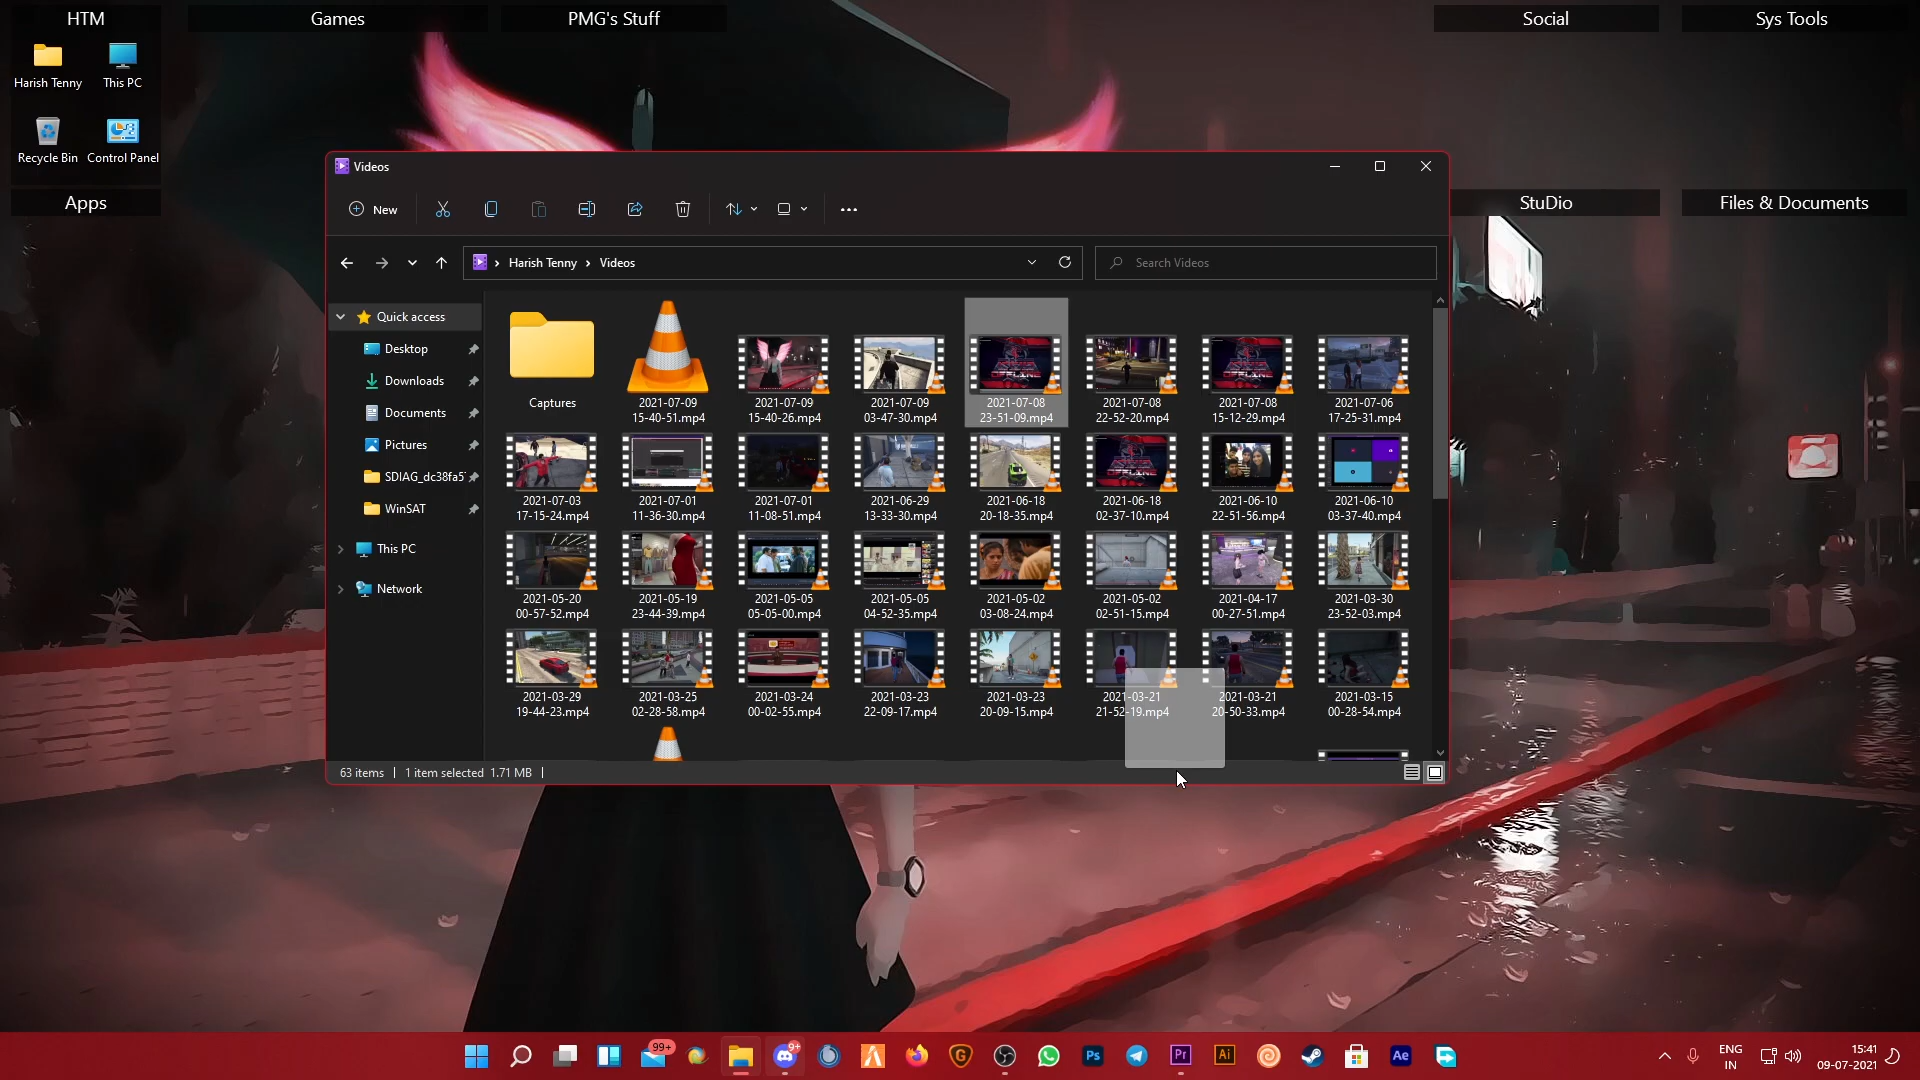 HTM
Games
PMG's Stuff
Social
Sys Tools
Harish Tenny
This PC
Recycle Bin
Control Panel
Apps
StuDio
Files & Documents
Videos
New
Harish Tenny
Videos
Search Videos
Quick access
Desktop
Downloads
Documents
Pictures
SDIAG_dc38fa5
WinSAT
This PC
Network
Captures
2021-07-09
15-40-51.mp4
2021-07-09
15-40-26.mp4
2021-07-09
03-47-30.mp4
2021-07-08
23-51-09.mp4
2021-07-08
22-52-20.mp4
2021-07-08
15-12-29.mp4
2021-07-06
17-25-31.mp4
2021-07-03
17-15-24.mp4
2021-07-01
11-36-30.mp4
2021-07-01
11-08-51.mp4
2021-06-29
13-33-30.mp4
2021-06-18
20-18-35.mp4
2021-06-18
02-37-10.mp4
2021-06-10
22-51-56.mp4
2021-06-10
03-37-40.mp4
2021-05-20
00-57-52.mp4
2021-05-19
23-44-39.mp4
2021-05-05
05-05-00.mp4
2021-05-05
04-52-35.mp4
2021-05-02
03-08-24.mp4
2021-05-02
02-51-15.mp4
2021-04-17
00-27-51.mp4
2021-03-30
23-52-03.mp4
2021-03-29
19-44-23.mp4
2021-03-25
02-28-58.mp4
2021-03-24
00-02-55.mp4
2021-03-23
22-09-17.mp4
2021-03-23
20-09-15.mp4
2021-03-21
21-52-19.mp4
2021-03-21
20-50-33.mp4
2021-03-15
00-28-54.mp4
63 items
1 item selected 1.71 MB
99+
9+
G
Ps
Pr
Ai
Ae
ENG
IN
15:41
09-07-2021